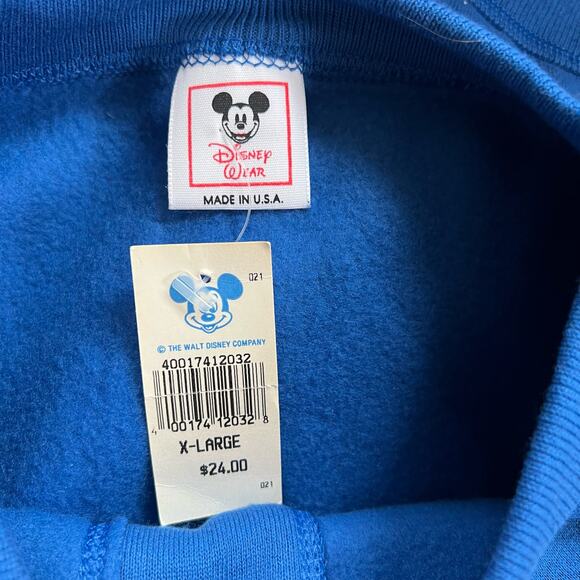 Disney
Wear
MADE IN U.S.A.
021
© THE WALT DISNEY COMPANY
40017412032
4 00174 12032 8
X-LARGE
$24.00
021